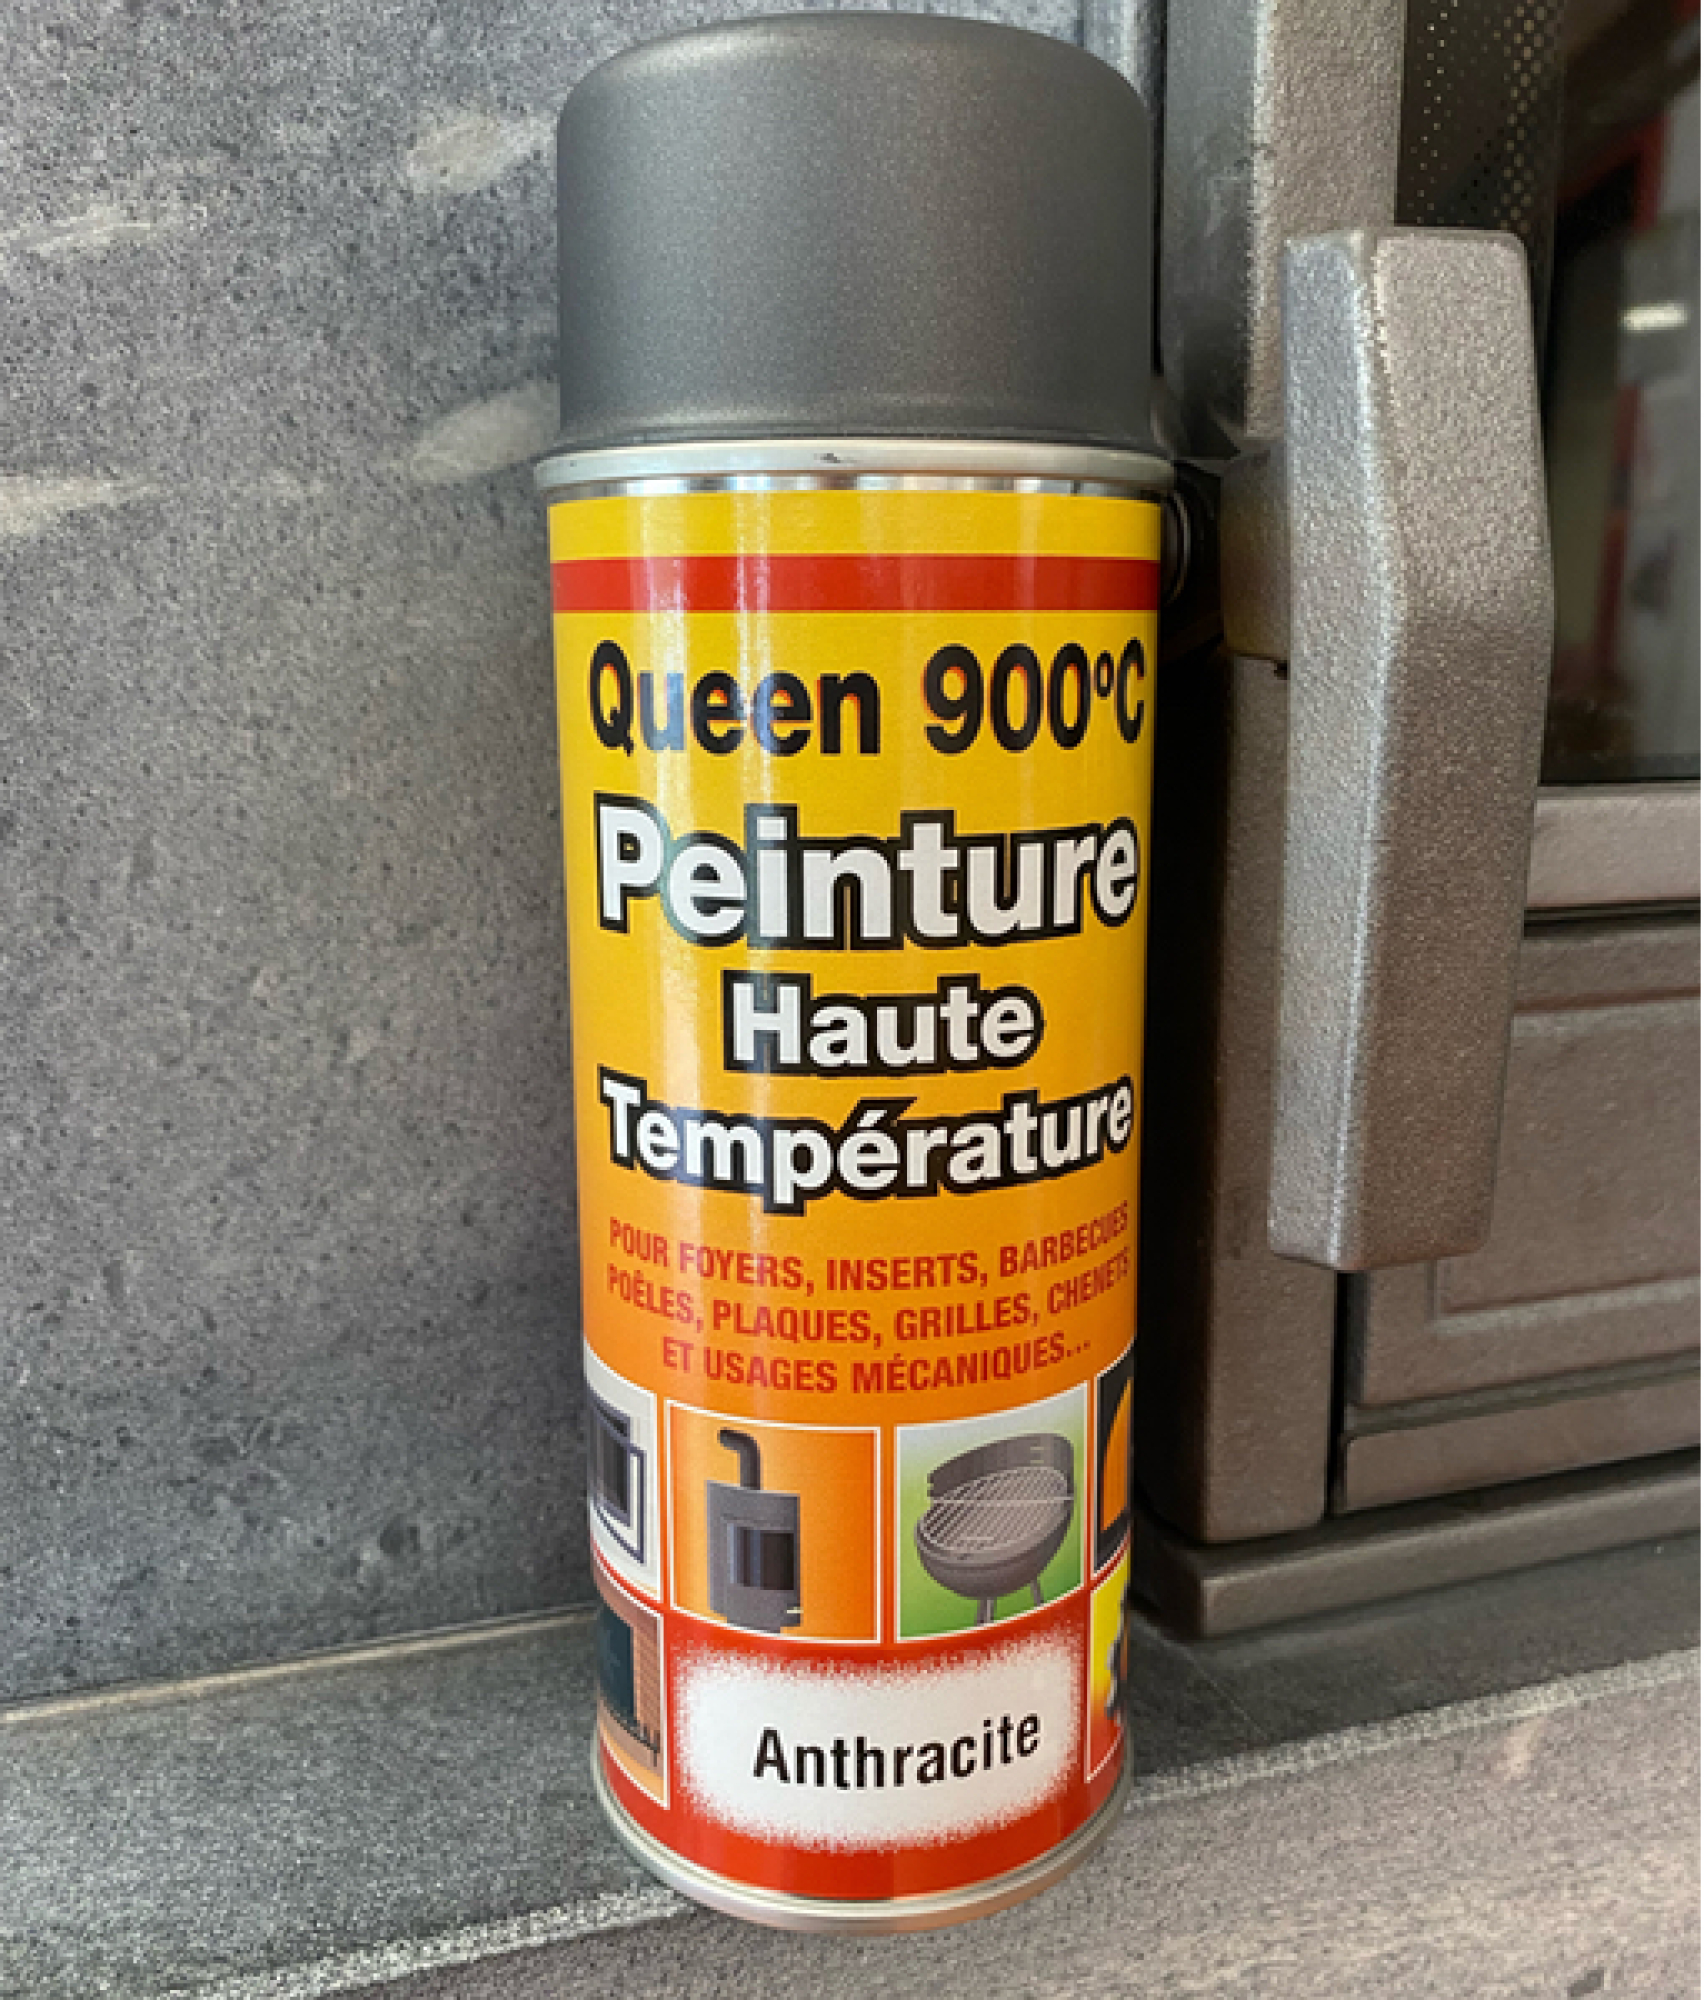 Queen 900°C
Peinture
Haute
Température
POUR FOYERS, INSERTS, BARBECUES
POÊLES, PLAQUES, GRILLES, CHENETS
ET USAGES MÉCANIQUES...
Anthracite